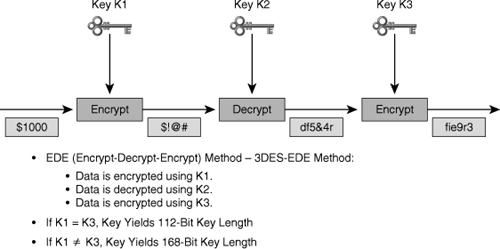 Key K1 Key K2 Key K3
Encrypt Decrypt Encrypt
$1000 $!@# df5&4r fie9r3
• EDE (Encrypt-Decrypt-Encrypt) Method – 3DES-EDE Method:
• Data is encrypted using K1.
• Data is decrypted using K2.
• Data is encrypted using K3.
• If K1 = K3, Key Yields 112-Bit Key Length
• If K1 ≠ K3, Key Yields 168-Bit Key Length